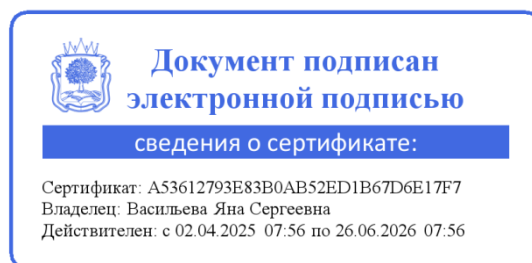 Документ подписан
электронной подписью
сведения о сертификате:
Сертификат: A53612793E83B0AB52ED1B67D6E17F7
Владелец: Васильева Яна Сергеевна
Действителен: с 02.04.2025 07:56 по 26.06.2026 07:56